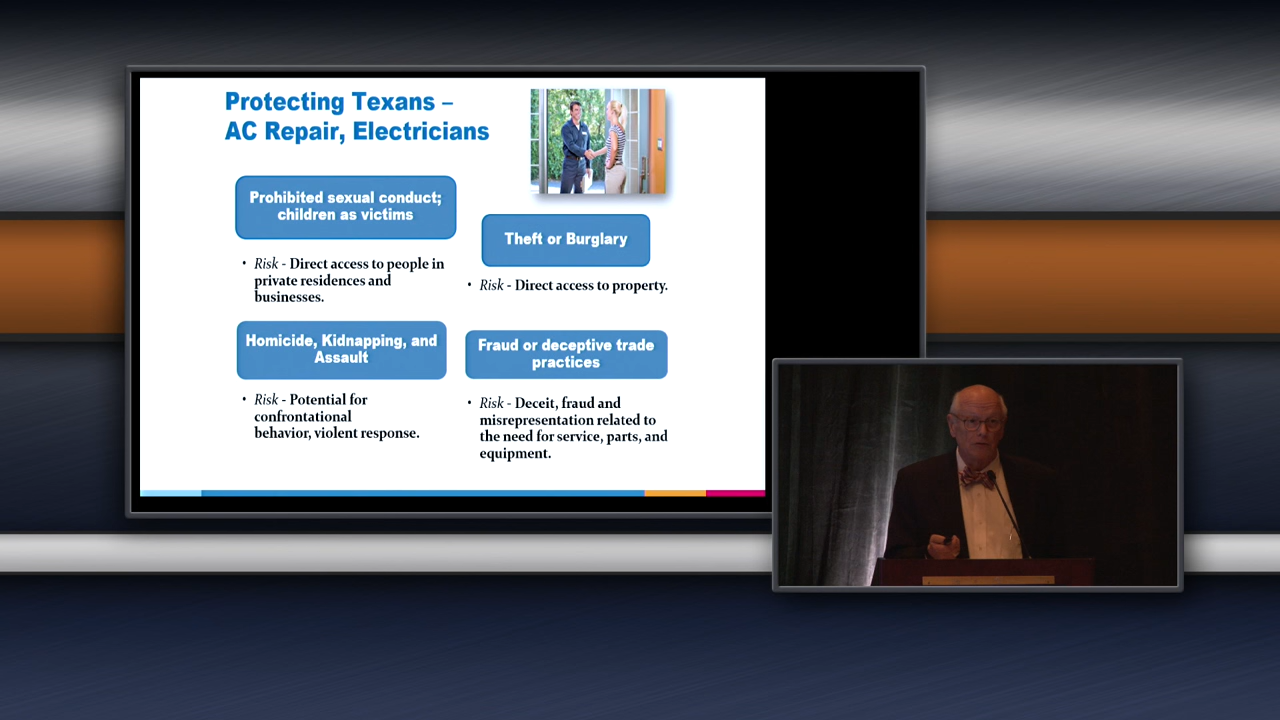 Protecting Texans –
AC Repair, Electricians
Prohibited sexual conduct;
children as victims
• Risk - Direct access to people in
private residences and
businesses.
Theft or Burglary
• Risk - Direct access to property.
Homicide, Kidnapping, and
Assault
• Risk - Potential for
confrontational
behavior, violent response.
Fraud or deceptive trade
practices
• Risk - Deceit, fraud and
misrepresentation related to
the need for service, parts, and
equipment.